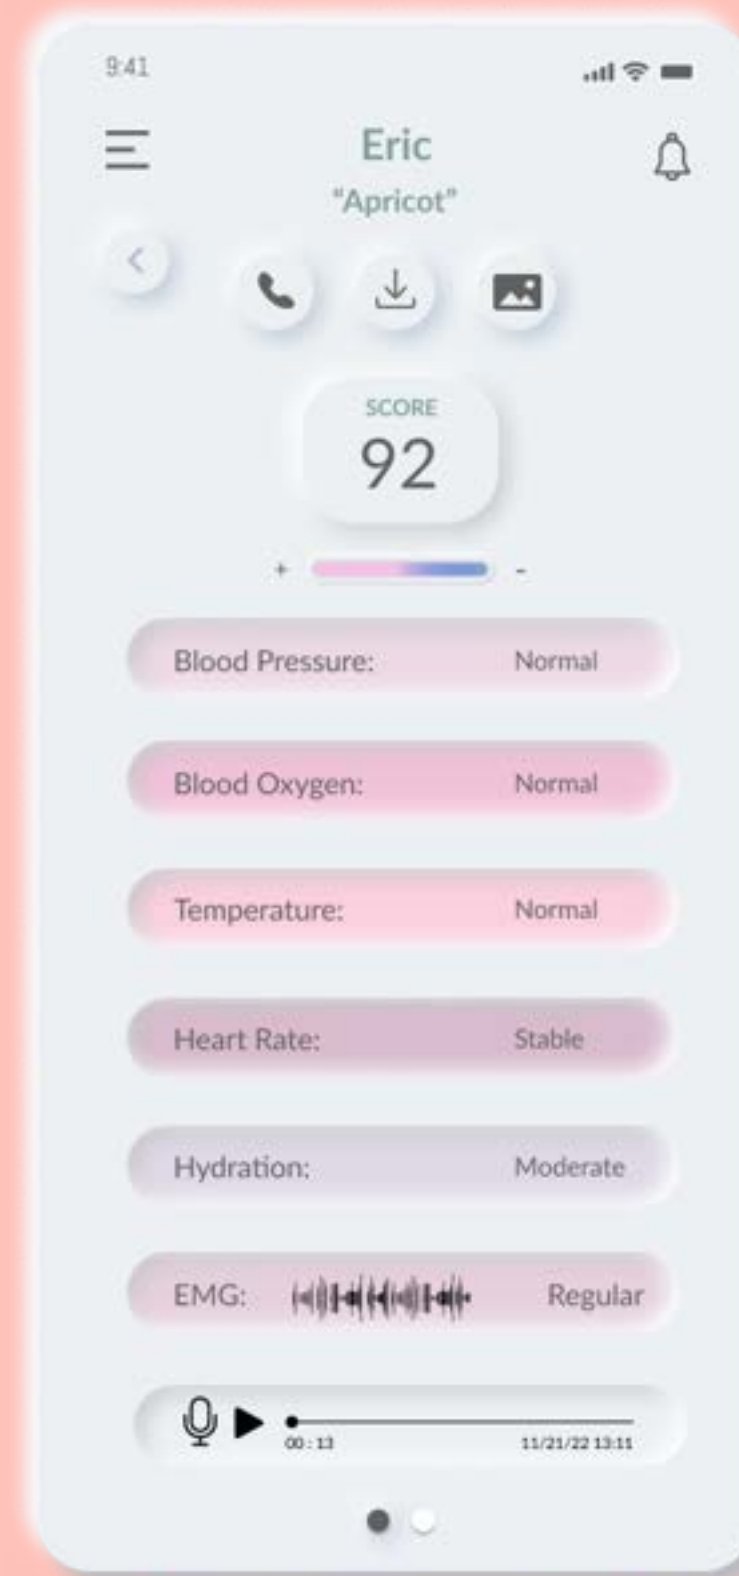 9:41
Eric
“Apricot”
SCORE
92
+ -
Blood Pressure: Normal
Blood Oxygen: Normal
Temperature: Normal
Heart Rate: Stable
Hydration: Moderate
EMG: Regular
00 : 13 11/21/22 13:11